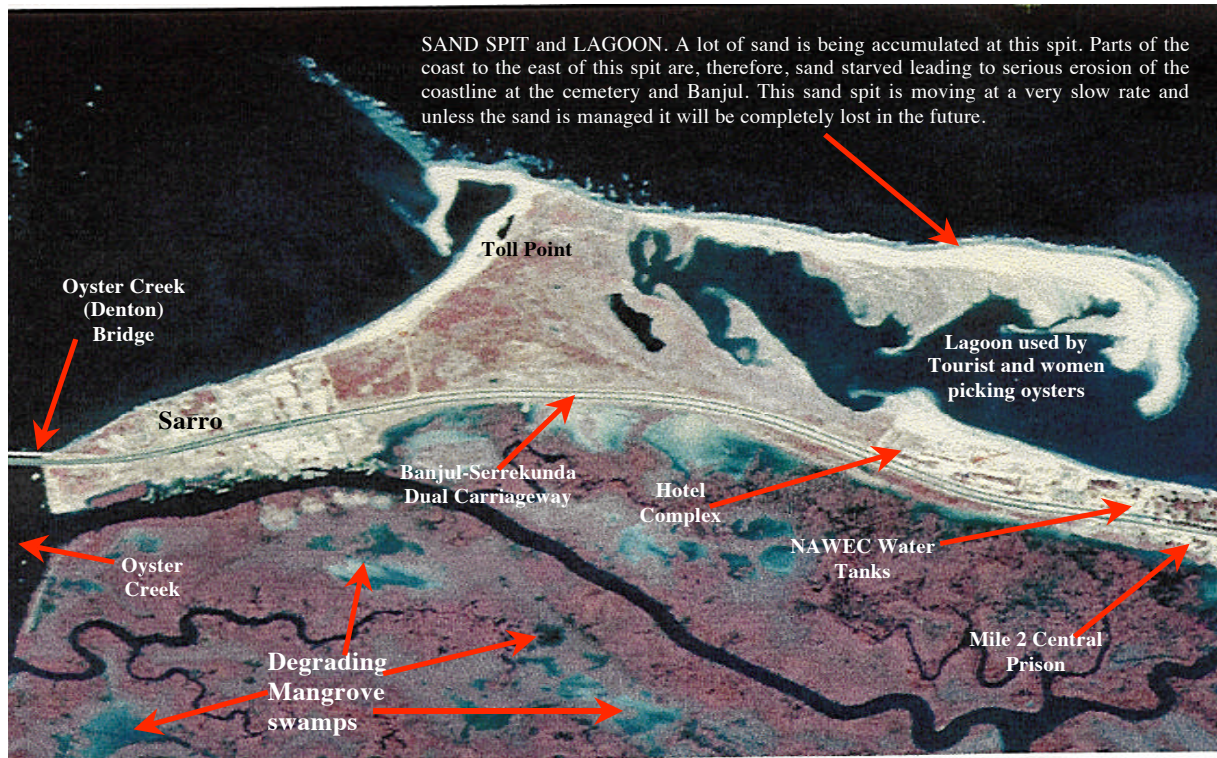 SAND SPIT and LAGOON. A lot of sand is being accumulated at this spit. Parts of the
coast to the east of this spit are, therefore, sand starved leading to serious erosion of the
coastline at the cemetery and Banjul. This sand spit is moving at a very slow rate and
unless the sand is managed it will be completely lost in the future.
Toll Point
Oyster Creek
(Denton)
Bridge
Lagoon used by
Tourist and women
picking oysters
Sarro
Banjul-Serrekunda
Dual Carriageway
Hotel
Complex
NAWEC Water
Tanks
Oyster
Creek
Mile 2 Central
Prison
Degrading
Mangrove
swamps